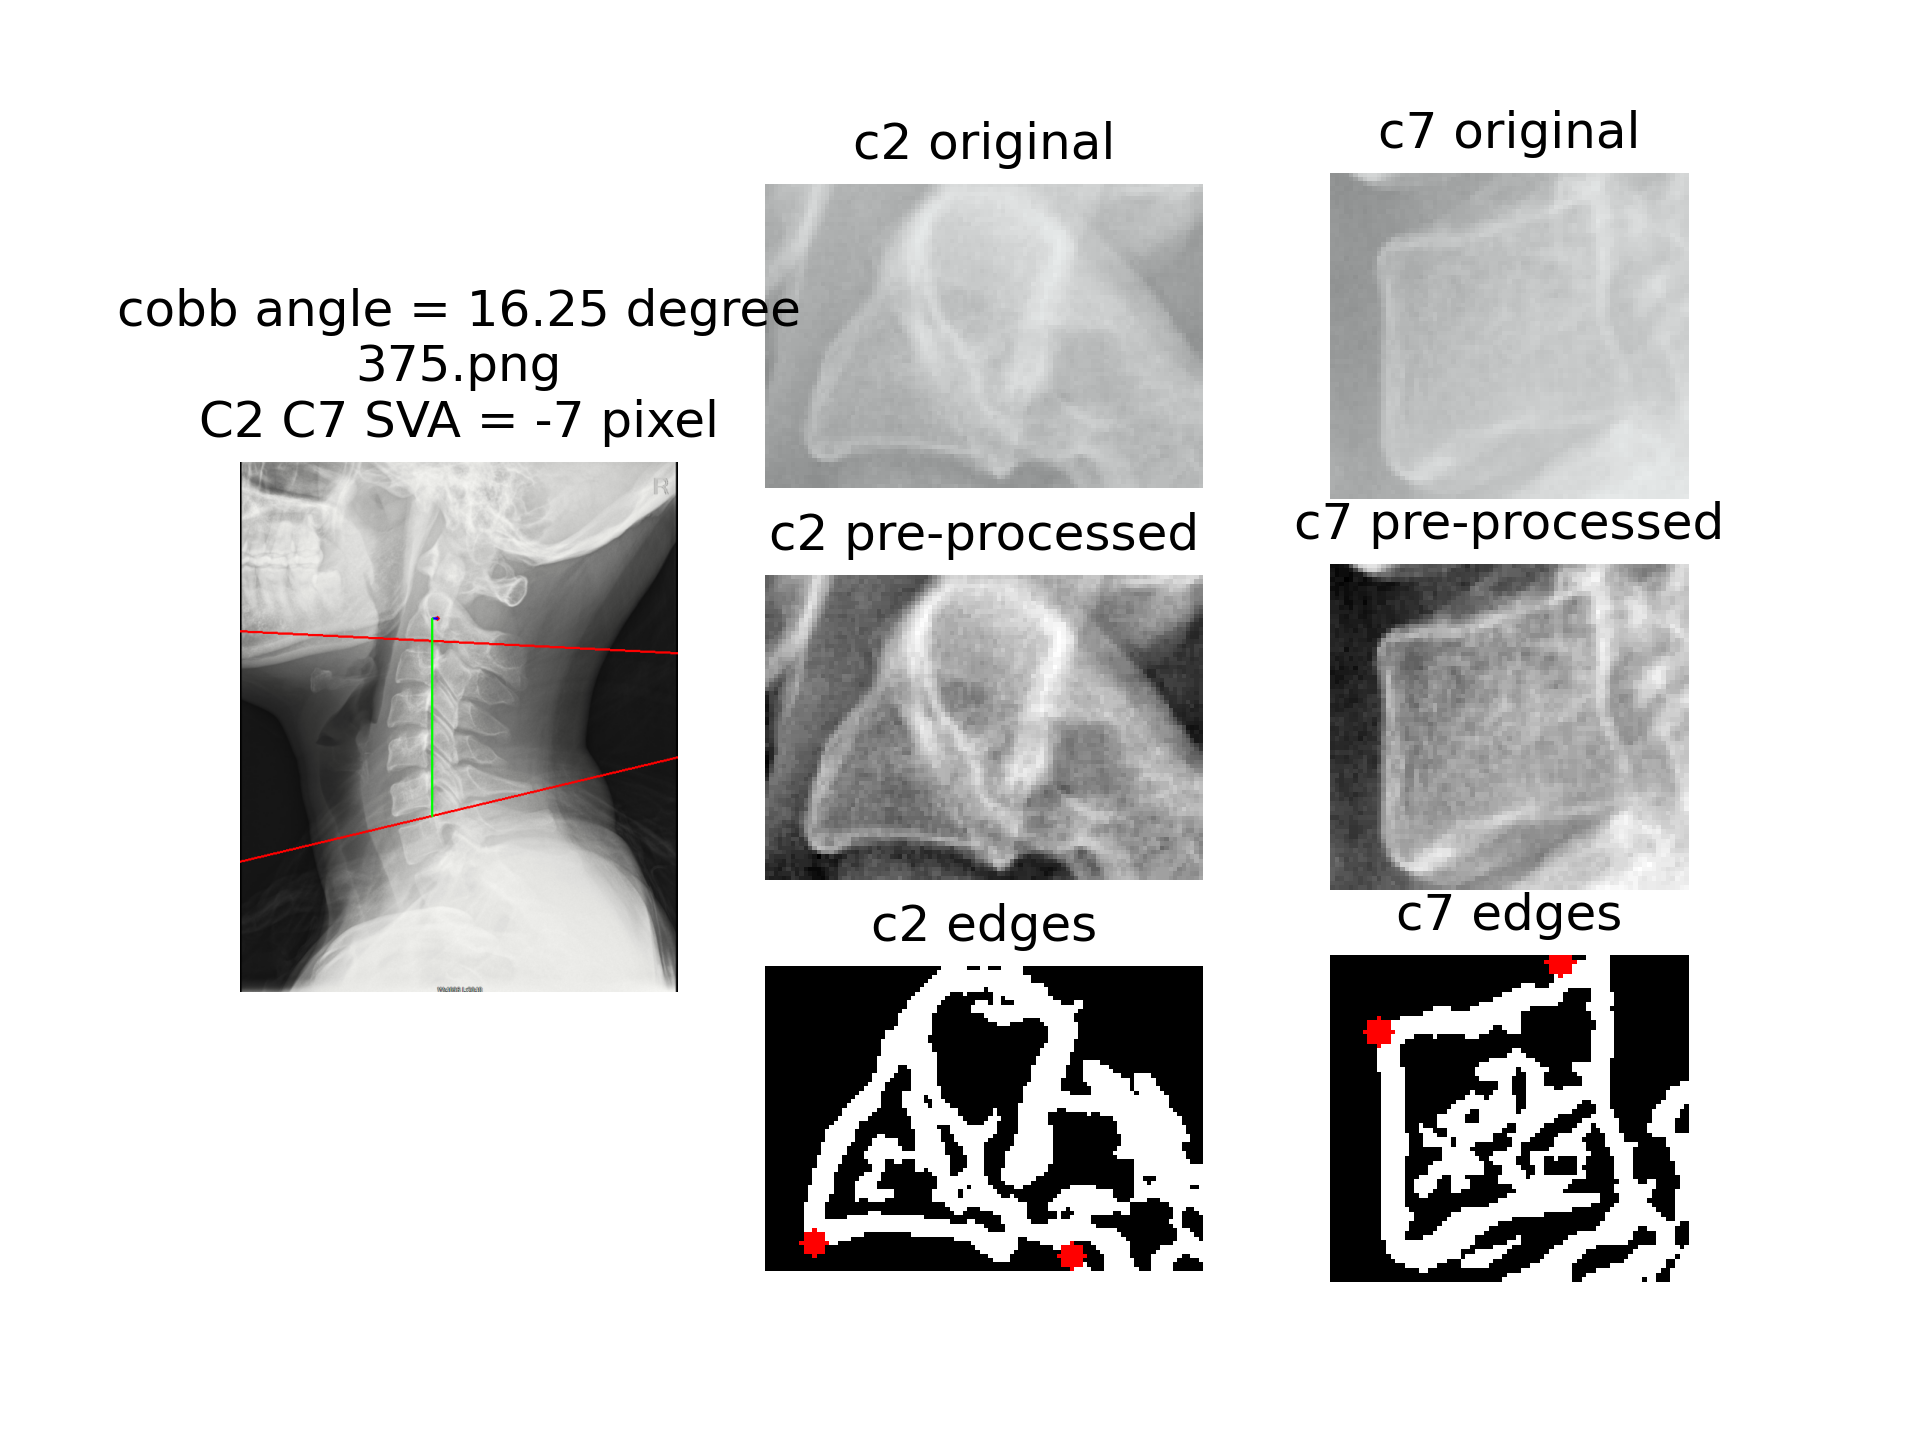 cobb angle = 16.25 degree
375.png
C2 C7 SVA = -7 pixel
R
c2 original
c7 original
c2 pre-processed
c7 pre-processed
c2 edges
c7 edges